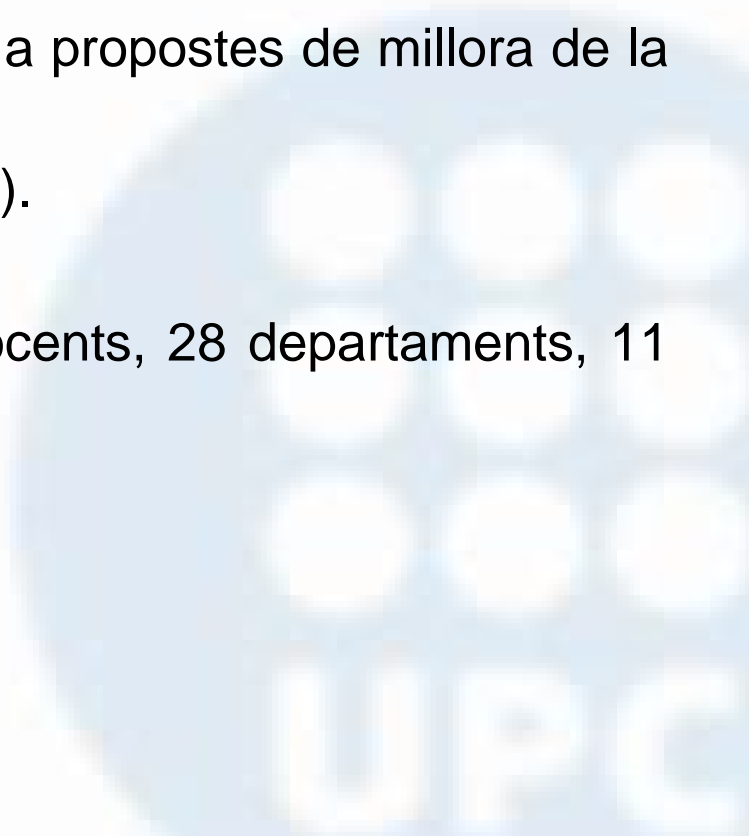 a propostes de millora de la
).
ocents, 28 departaments, 11
UPC